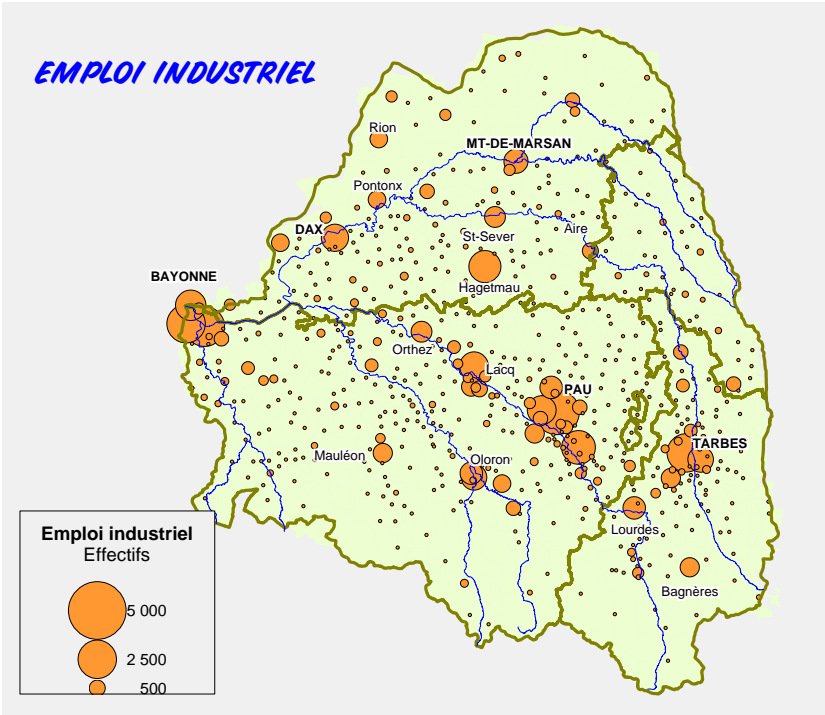 EMPLOI INDUSTRIEL
Rion
MT-DE-MARSAN
Pontonx
DAX
St-Sever
Aire
BAYONNE
Hagetmau
Orthez
Lacq
PAU
Mauléon
Oloron
TARBES
Lourdes
Bagnères
Emploi industriel
Effectifs
5 000
2 500
500